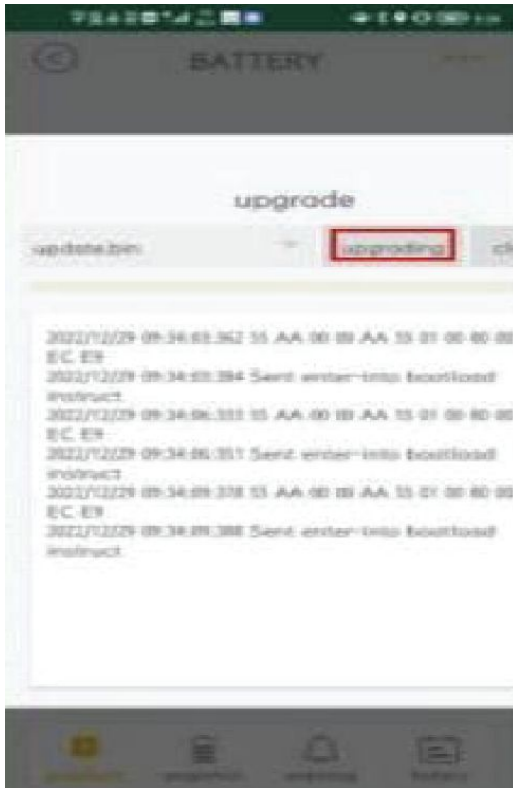 BATTERY
upgrade
update.bin
upgrading
2022/12/29 09:34:03.362 55 AA 00 00 AA 55 01 00 80 00
EC E9
2022/12/29 09:34:03:384 Sent enter-into bootload
instruct
2022/12/29 09:34:06.333 55 AA 00 00 AA 55 01 00 80 00
EC E9
2022/12/29 09:34:06:351 Sent enter-into bootload
instruct
2022/12/29 09:34:09.378 55 AA 00 00 AA 55 01 00 80 00
EC E9
2022/12/29 09:34:09.388 Sent enter-into bootload
instruct